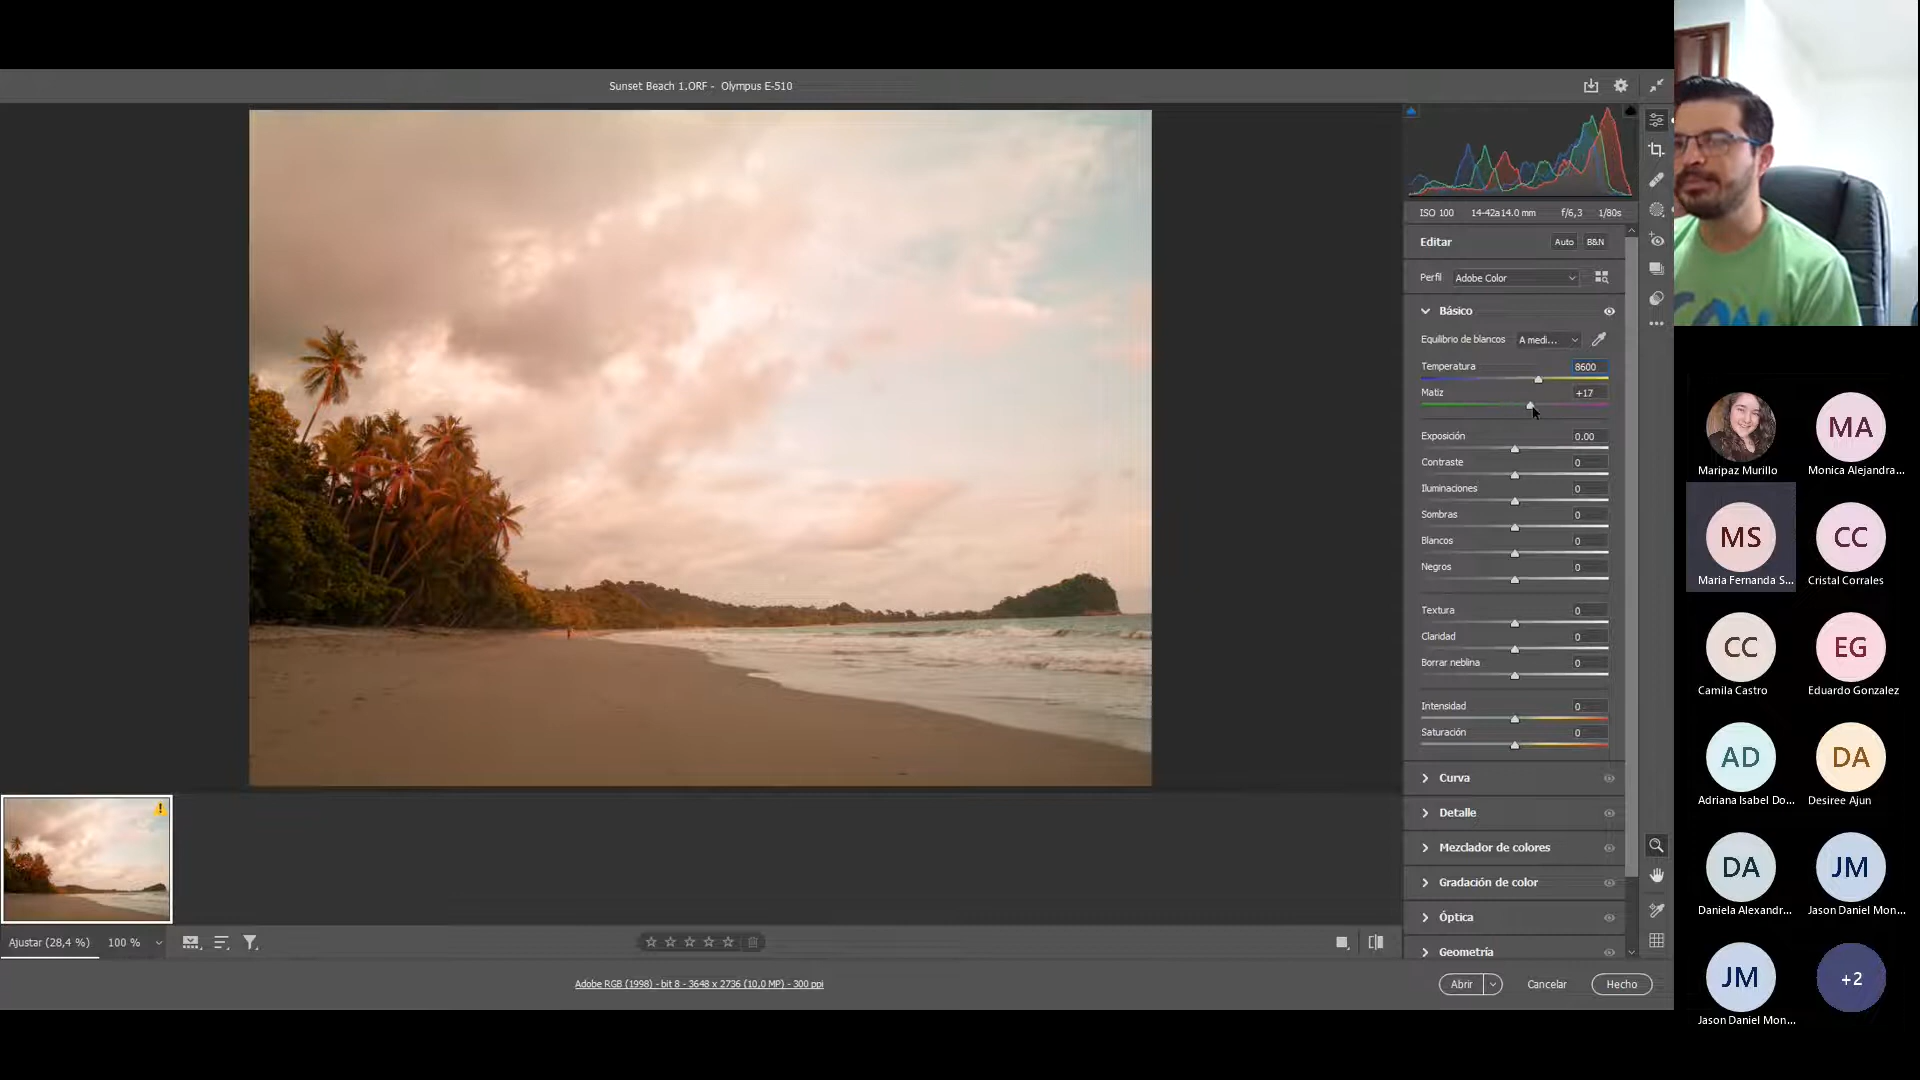 Sunset Beach 1.ORF - Olympus E-510
ISO 100 14-42a14.0 mm f/6,3 1/80s
Editar Auto B&N
Perfil Adobe Color
Básico
Equilibrio de blancos A medi...
Temperatura 8600
Matiz +17
Exposición 0.00
Contraste 0
Iluminaciones 0
Sombras 0
Blancos 0
Negros 0
Textura 0
Claridad 0
Borrar neblina 0
Intensidad 0
Saturación 0
Curva
Detalle
Mezclador de colores
Gradación de color
Óptica
Geometría
Ajustar (28,4 %) 100 %
Adobe RGB (1998) - bit 8 - 3648 x 2736 (10,0 MP) - 300 ppi
Abrir Cancelar Hecho
MA
Maripaz Murillo Monica Alejandra...
MS CC
Maria Fernanda S... Cristal Corrales
CC EG
Camila Castro Eduardo Gonzalez
AD DA
Adriana Isabel Do... Desiree Ajun
DA JM
Daniela Alexandr... Jason Daniel Mon...
JM +2
Jason Daniel Mon...